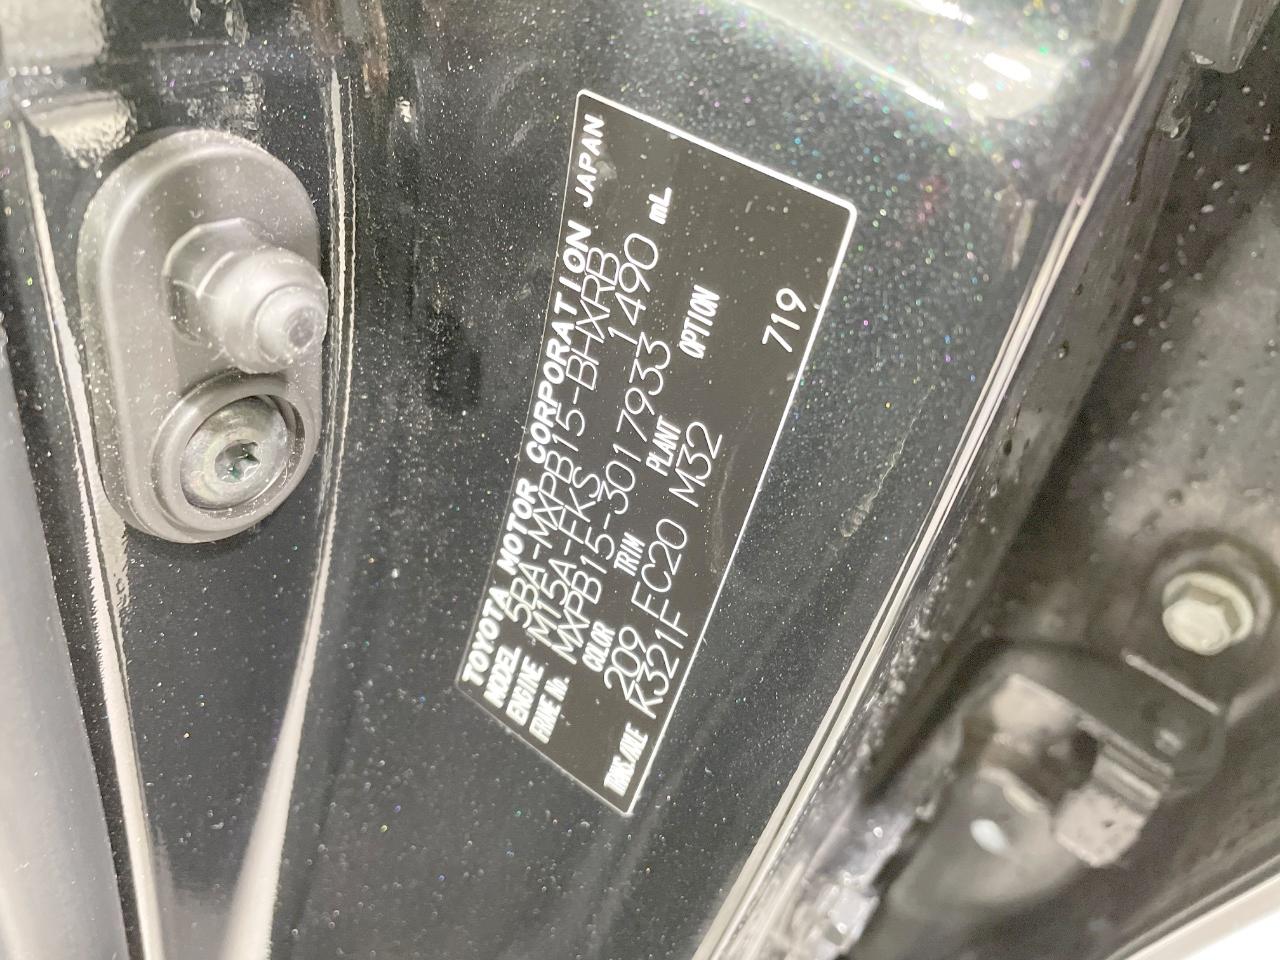 TOYOTA MOTOR CORPORATION JAPAN.
MODEL 5BA-MXPB15-BHXRB
ENGINE M15A-FKS 1490 mL
FRAME No. MXPB15-3017933
COLOR TRIM PLANT OPTION
209 FC20 M32
TRNS./AXLE K321F 719